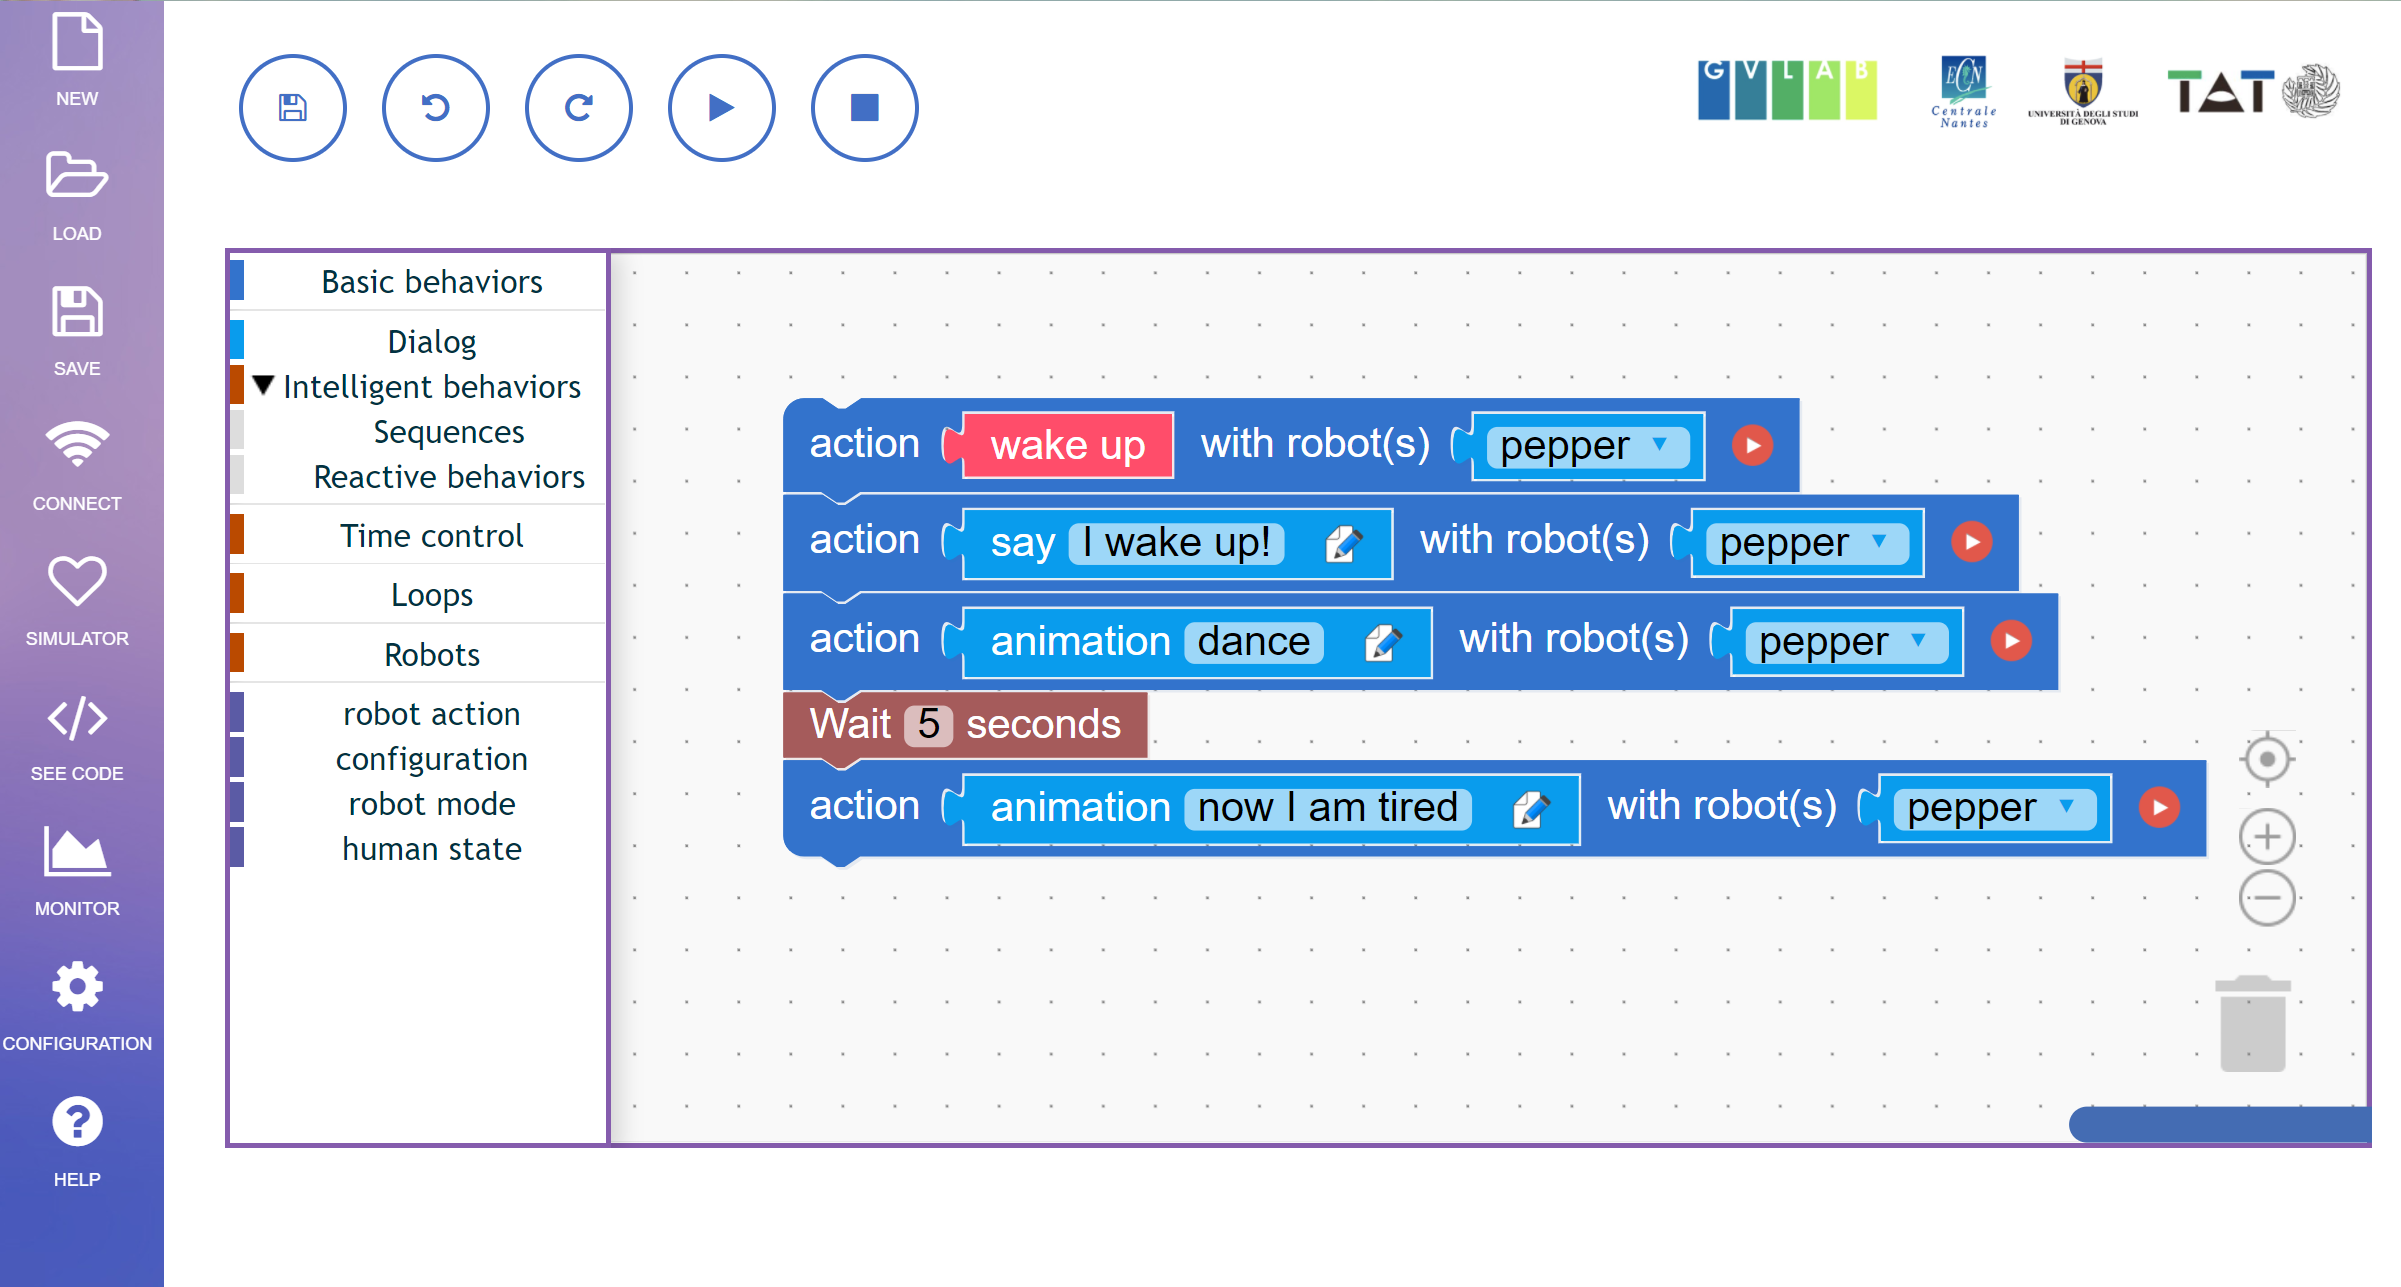 NEW
LOAD
SAVE
CONNECT
SIMULATOR
SEE CODE
MONITOR
CONFIGURATION
HELP
GVLAB
ECN
Centrale
Nantes
UNIVERSITÀ DEGLI STUDI
DI GENOVA
TAT
Basic behaviors
Dialog
Intelligent behaviors
Sequences
Reactive behaviors
Time control
Loops
Robots
robot action
configuration
robot mode
human state
action wake up with robot(s) pepper
action say I wake up! with robot(s) pepper
action animation dance with robot(s) pepper
Wait 5 seconds
action animation now I am tired with robot(s) pepper